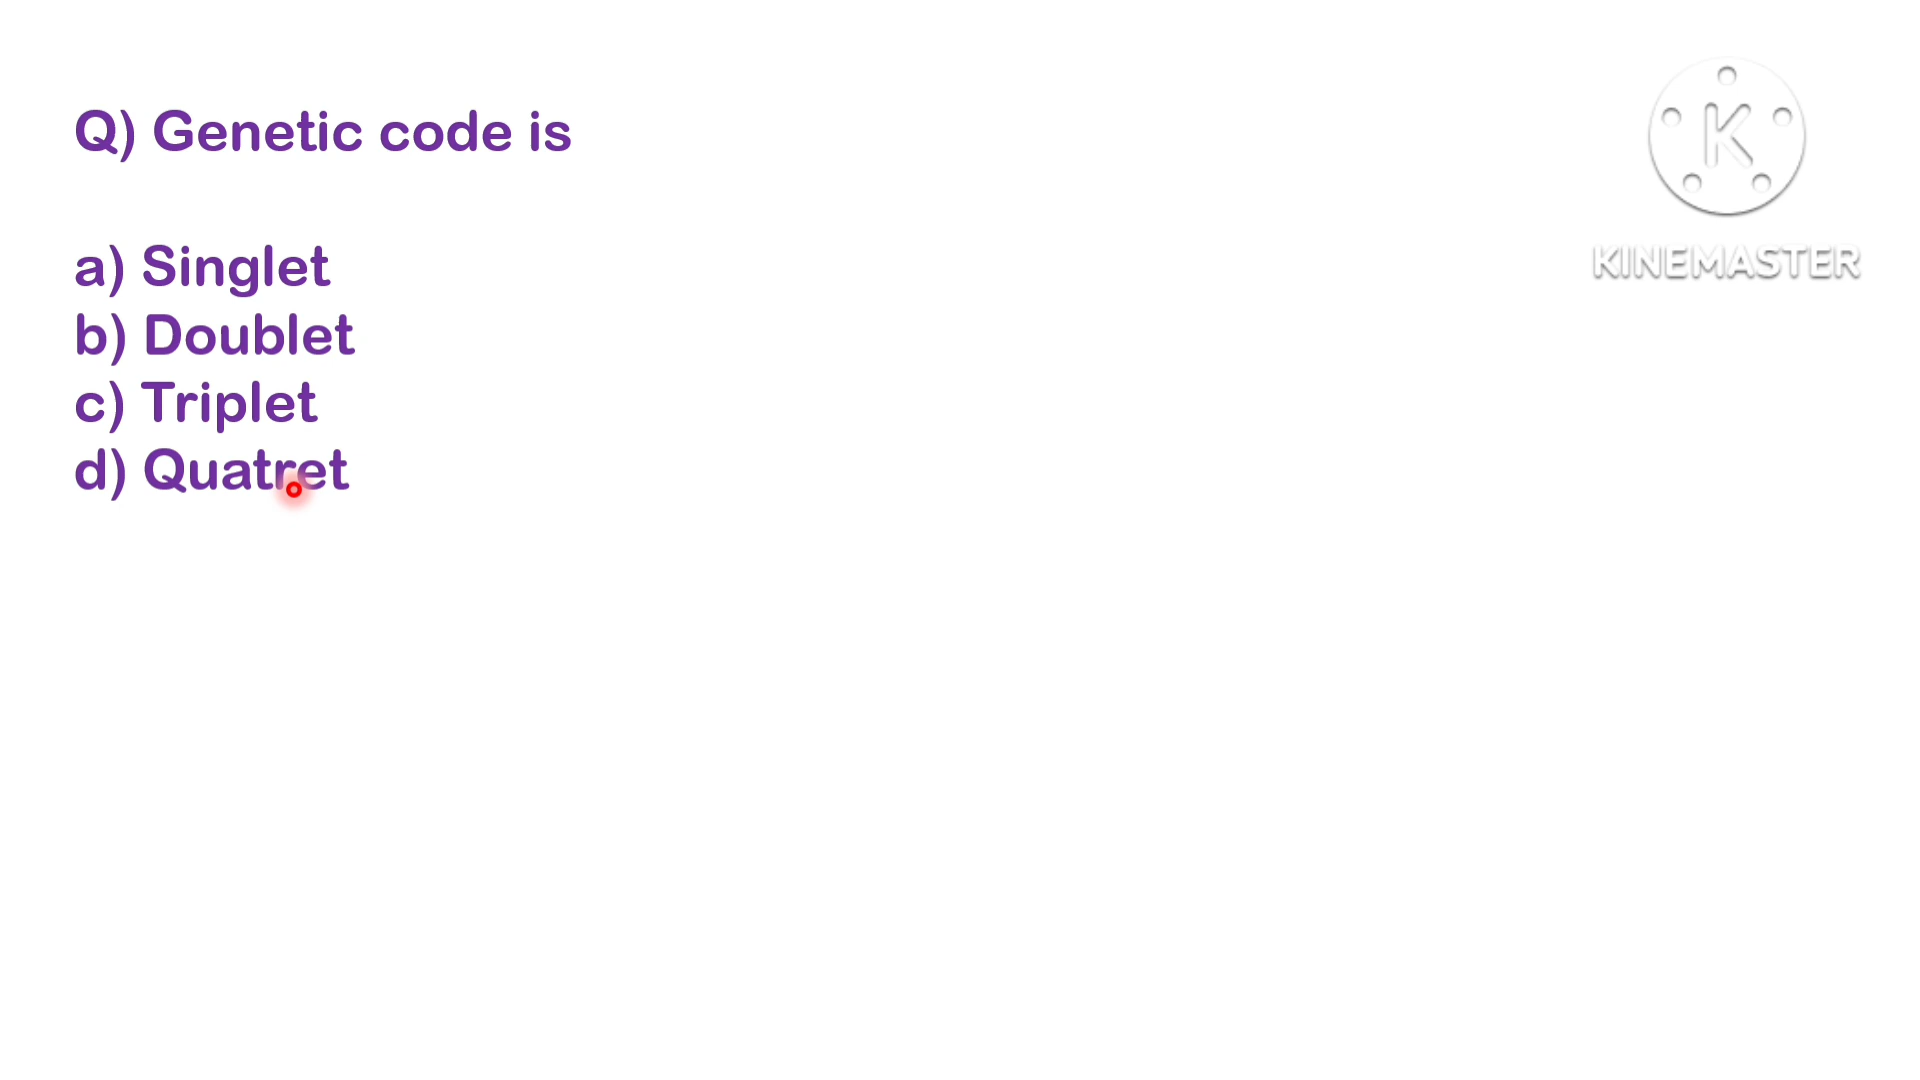 Q) Genetic code is
a) Singlet
b) Doublet
c) Triplet
d) Quatret
K
KINEMASTER